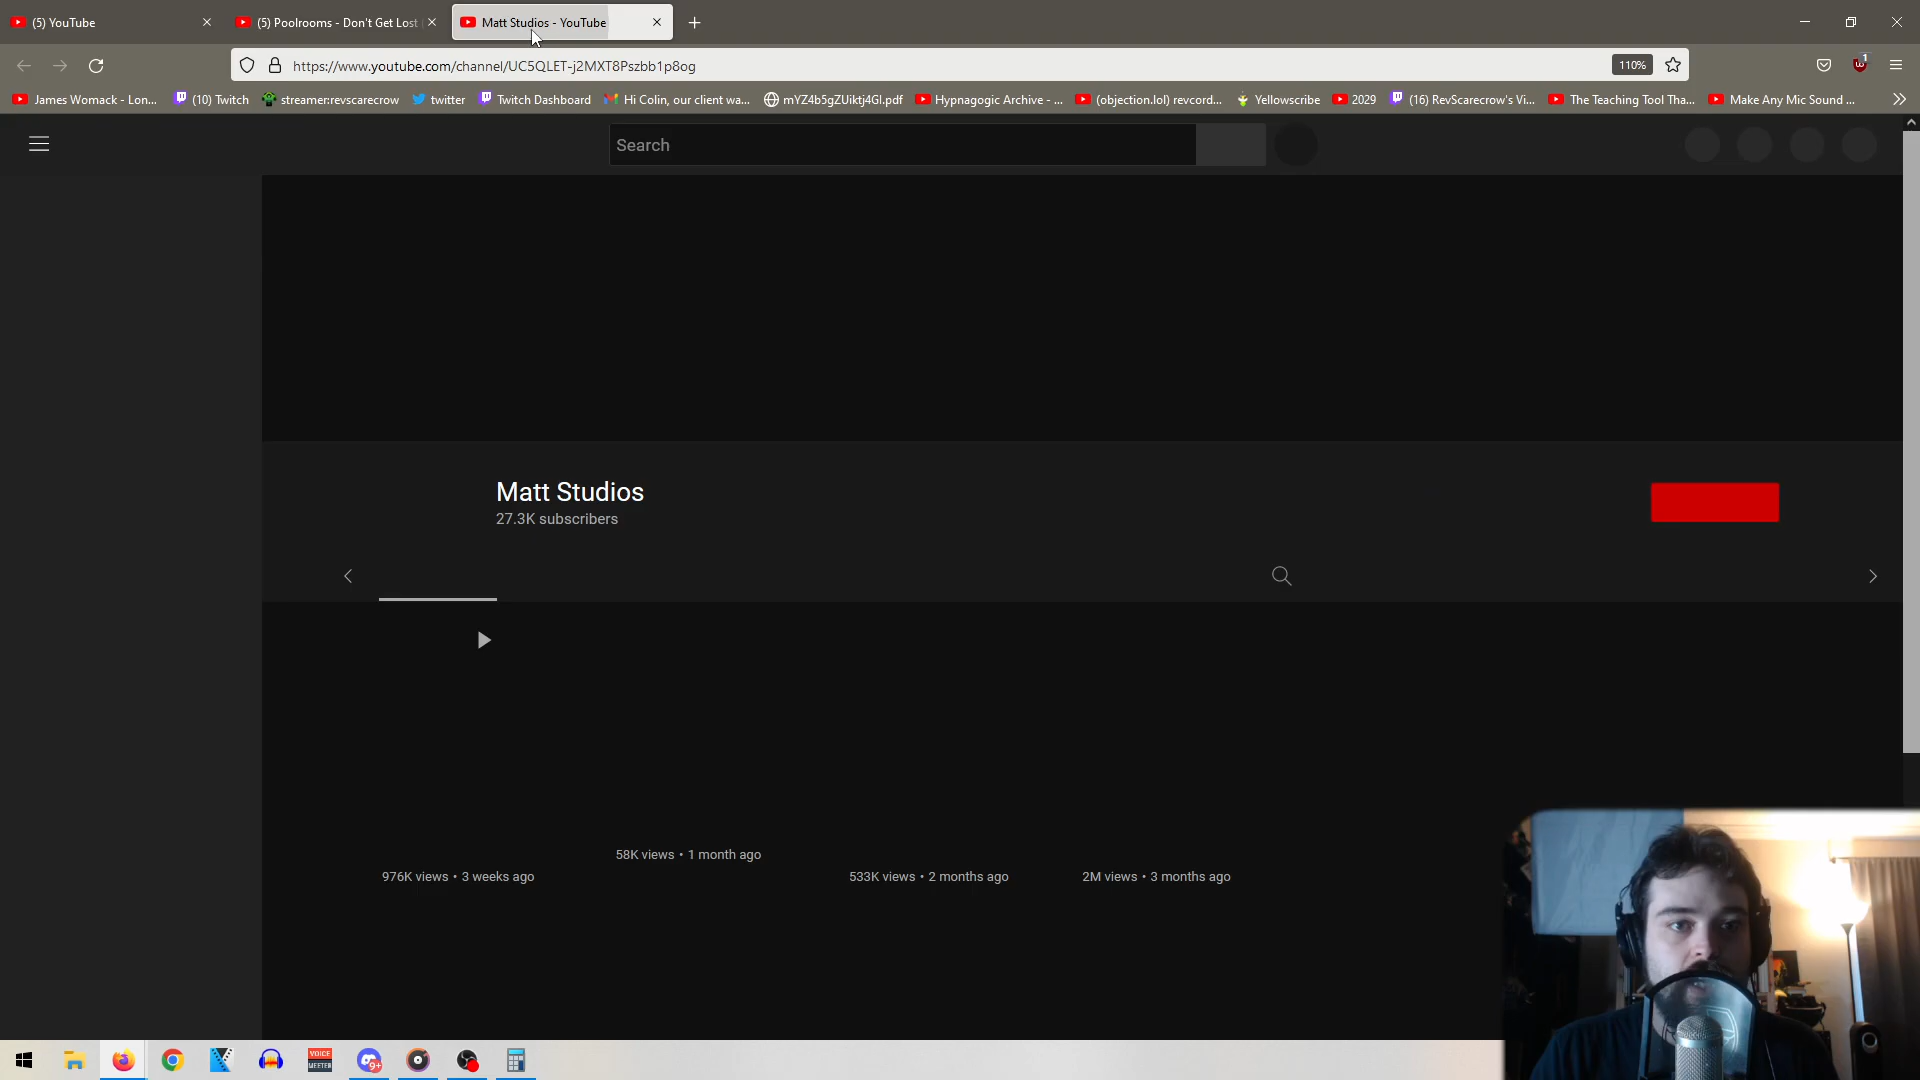 (5) YouTube
(5) Poolrooms - Don't Get Lost
Matt Studios - YouTube
https://www.youtube.com/channel/UC5QLET-j2MXT8Pszbb1p8og
110%
1
James Womack - Lon...
(10) Twitch
streamer:revscarecrow
twitter
Twitch Dashboard
Hi Colin, our client wa...
mYZ4b5gZUiktj4Gl.pdf
Hypnagogic Archive - ...
(objection.lol) revcord...
Yellowscribe
2029
(16) RevScarecrow's Vi...
The Teaching Tool Tha...
Make Any Mic Sound ...
Search
Matt Studios
27.3K subscribers
58K views • 1 month ago
976K views • 3 weeks ago
533K views • 2 months ago
2M views • 3 months ago
VOICE
MEETER
9+